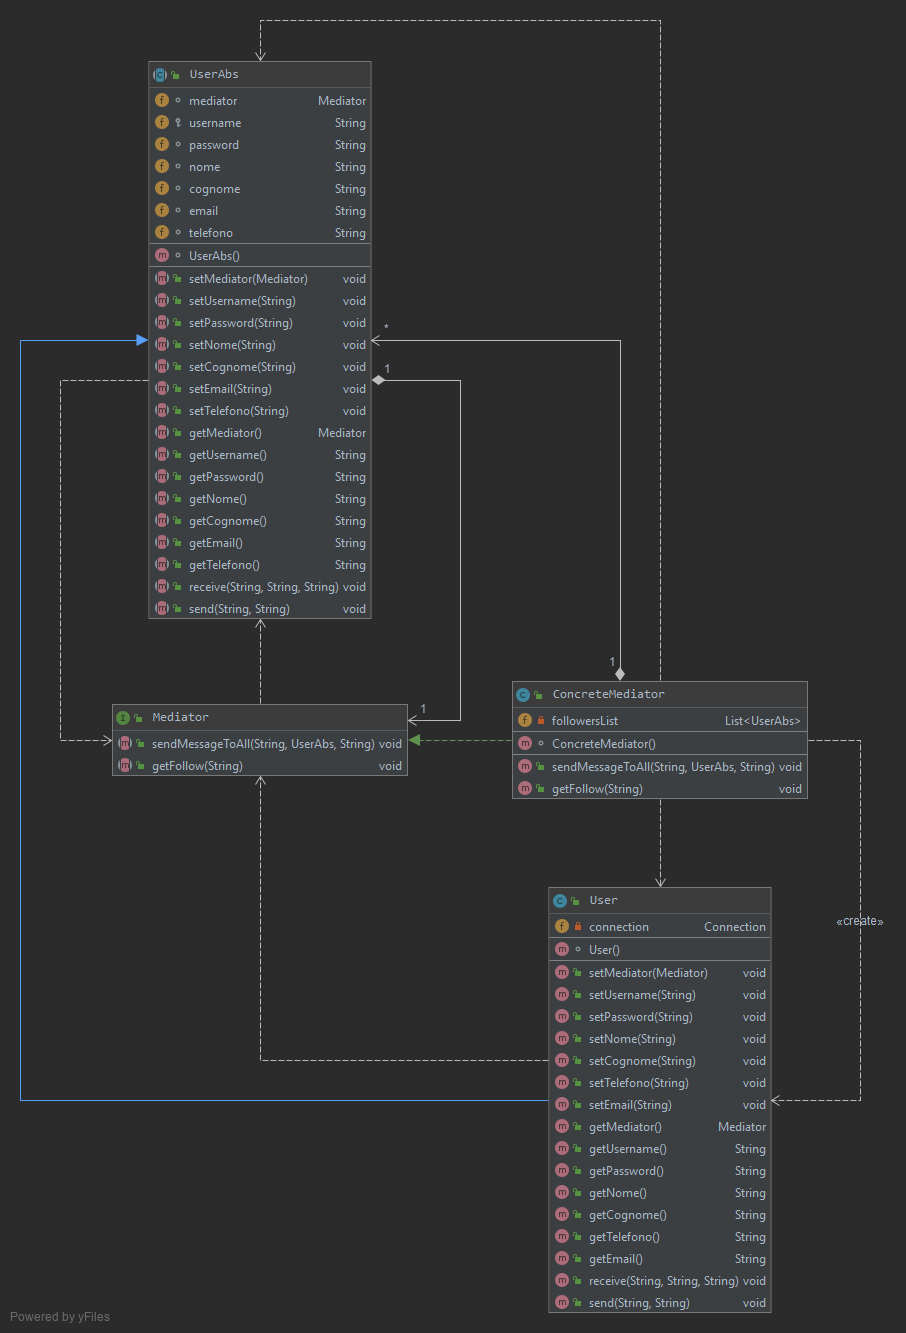 UserAbs
mediator Mediator
username String
password String
nome String
cognome String
email String
telefono String
UserAbs()
setMediator(Mediator) void
setUsername(String) void
setPassword(String) void
setNome(String) void
setCognome(String) void
setEmail(String) void
setTelefono(String) void
getMediator() Mediator
getUsername() String
getPassword() String
getNome() String
getCognome() String
getEmail() String
getTelefono() String
receive(String, String, String) void
send(String, String) void
*
1
1
1
Mediator
sendMessageToAll(String, UserAbs, String) void
getFollow(String) void
ConcreteMediator
followersList List<UserAbs>
ConcreteMediator()
sendMessageToAll(String, UserAbs, String) void
getFollow(String) void
«create»
User
connection Connection
User()
setMediator(Mediator) void
setUsername(String) void
setPassword(String) void
setNome(String) void
setCognome(String) void
setTelefono(String) void
setEmail(String) void
getMediator() Mediator
getUsername() String
getPassword() String
getNome() String
getCognome() String
getTelefono() String
getEmail() String
receive(String, String, String) void
send(String, String) void
Powered by yFiles